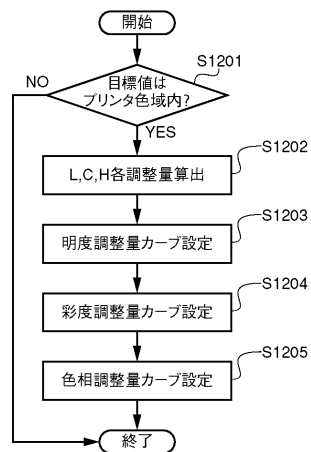 開始
S1201
目標値は
プリンタ色域内?
NO
YES
S1202
L,C,H各調整量算出
S1203
明度調整量カーブ設定
S1204
彩度調整量カーブ設定
S1205
色相調整量カーブ設定
終了